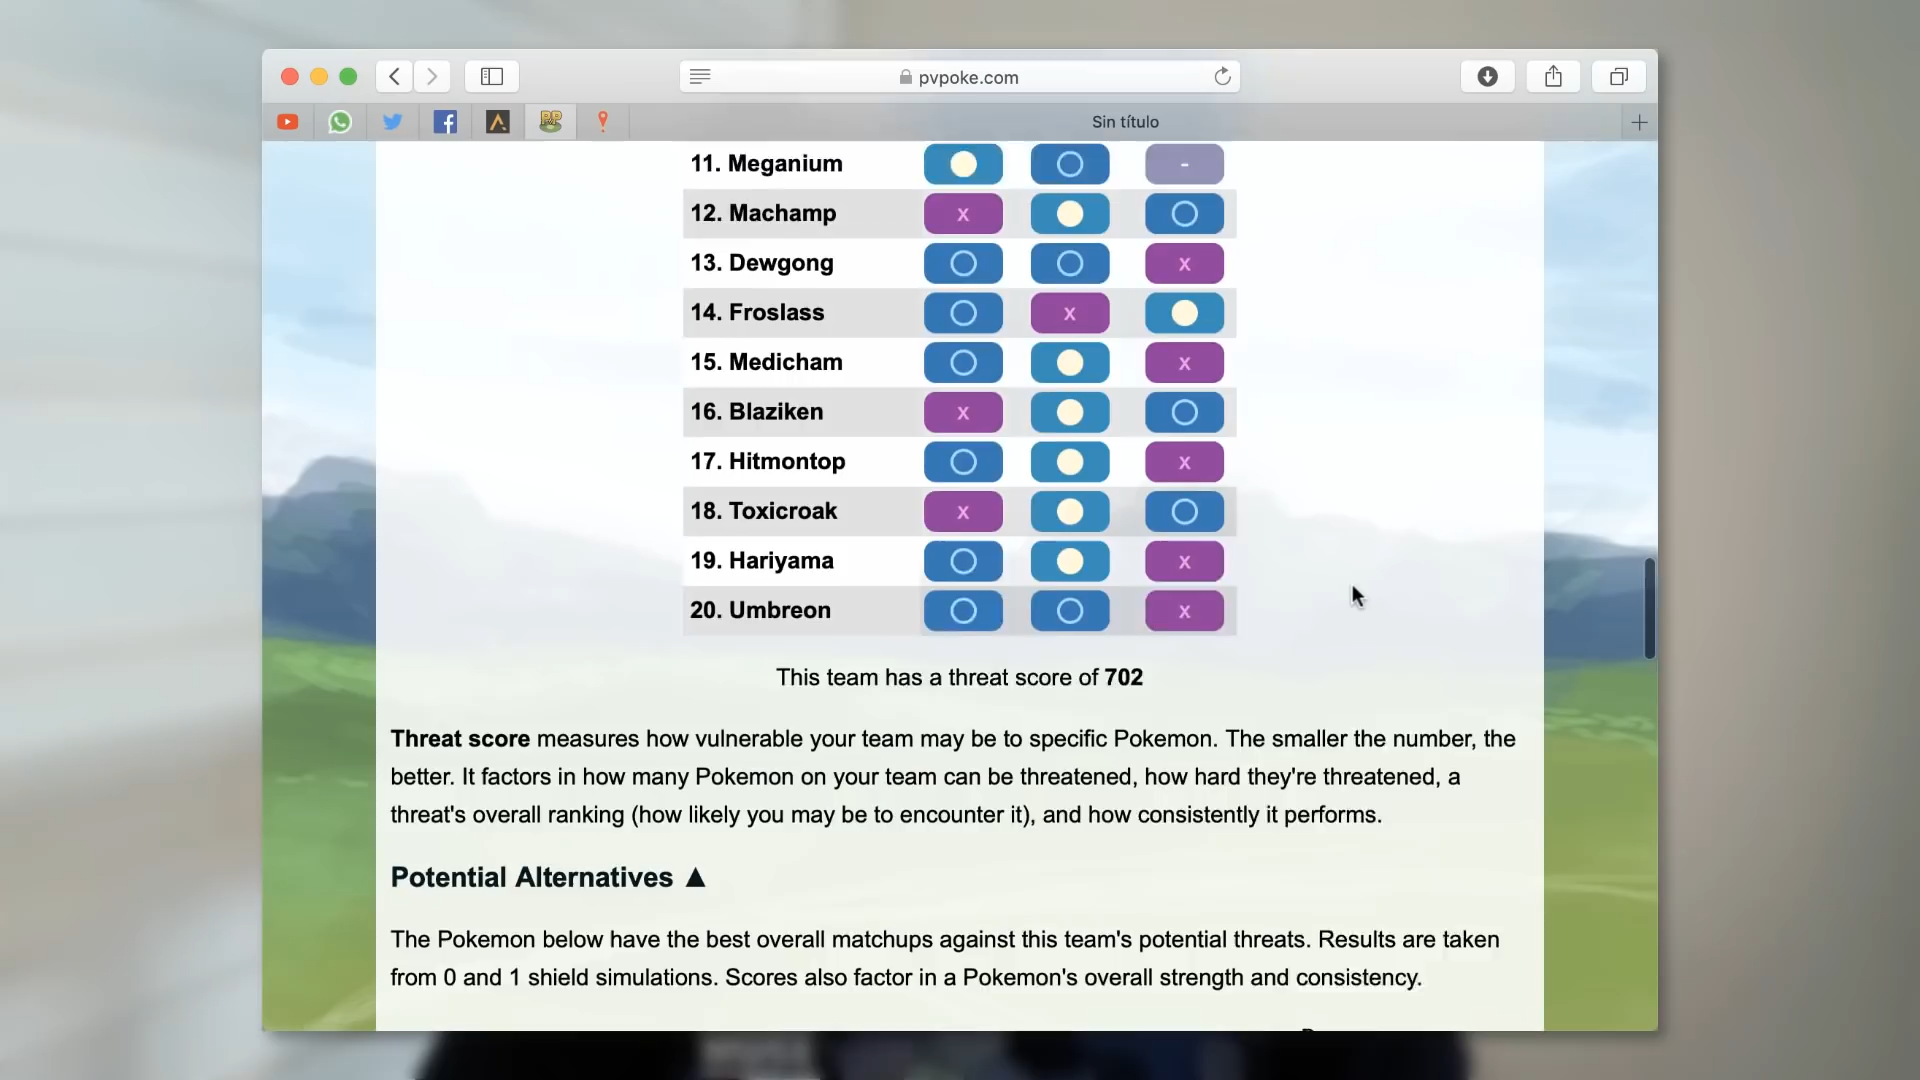 pvpoke.com
Sin título
11. Meganium -
12. Machamp x
13. Dewgong x
14. Froslass x
15. Medicham x
16. Blaziken x
17. Hitmontop x
18. Toxicroak x
19. Hariyama x
20. Umbreon x
This team has a threat score of 702
Threat score measures how vulnerable your team may be to specific Pokemon. The smaller the number, the
better. It factors in how many Pokemon on your team can be threatened, how hard they're threatened, a
threat's overall ranking (how likely you may be to encounter it), and how consistently it performs.
Potential Alternatives ▲
The Pokemon below have the best overall matchups against this team's potential threats. Results are taken
from 0 and 1 shield simulations. Scores also factor in a Pokemon's overall strength and consistency.